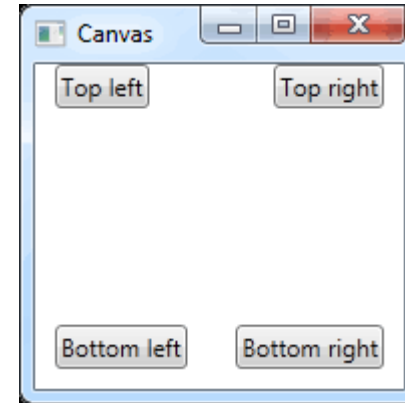 Canvas
Top left
Top right
Bottom left
Bottom right